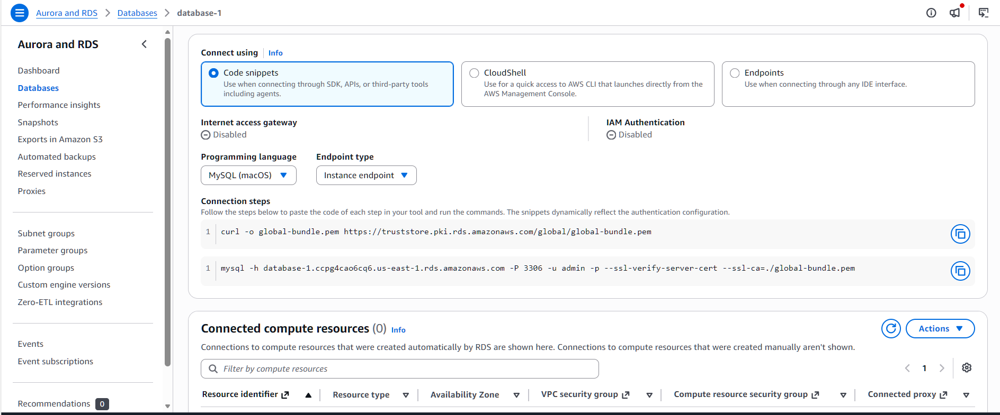 Aurora and RDS > Databases > database-1
Aurora and RDS
Dashboard
Databases
Performance insights
Snapshots
Exports in Amazon S3
Automated backups
Reserved instances
Proxies
Subnet groups
Parameter groups
Option groups
Custom engine versions
Zero-ETL integrations
Events
Event subscriptions
Recommendations 0
Connect using Info
Code snippets
Use when connecting through SDK, APIs, or third-party tools
including agents.
CloudShell
Use for a quick access to AWS CLI that launches directly from the
AWS Management Console.
Endpoints
Use when connecting through any IDE interface.
Internet access gateway
Disabled
IAM Authentication
Disabled
Programming language
MySQL (macOS)
Endpoint type
Instance endpoint
Connection steps
Follow the steps below to paste the code of each step in your tool and run the commands. The snippets dynamically reflect the authentication configuration.
1 curl -o global-bundle.pem https://truststore.pki.rds.amazonaws.com/global/global-bundle.pem
1 mysql -h database-1.ccpg4cao6cq6.us-east-1.rds.amazonaws.com -P 3306 -u admin -p --ssl-verify-server-cert --ssl-ca=./global-bundle.pem
Connected compute resources (0) Info
Actions
Connections to compute resources that were created automatically by RDS are shown here. Connections to compute resources that were created manually aren't shown.
Filter by compute resources
1
Resource identifier Resource type Availability Zone VPC security group Compute resource security group Connected proxy